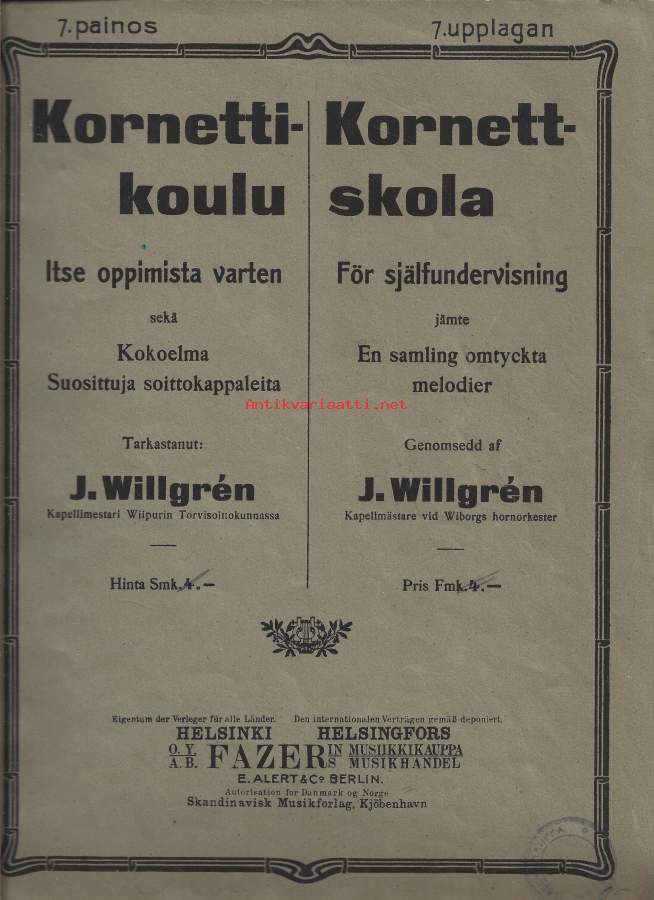 7. painos
7. upplagan
Kornetti-
koulu
Itse oppimista varten
sekä
Kokoelma
Suosittuja soittokappaleita
Tarkastanut:
J. Willgrén
Kapellimestari Wiipurin Torvisoittokunnassa
Hinta Smk. 4. —
Kornett-
skola
För själfundervisning
jämte
En samling omtyckta
melodier
Genomsedd af
J. Willgrén
Kapellmästare vid Wiborgs hornorkester
Pris Fmk. 4. —
Antikvariaatti.net
Eigentum der Verleger für alle Länder. Den internationalen Verträgen gemäß deponiert.
HELSINKI HELSINGFORS
O. Y. FAZERIN MUSIIKKIKAUPPA
A. B. FAZERS MUSIKHANDEL
E. ALERT & Co BERLIN.
Autorisation for Danmark og Norge
Skandinavisk Musikforlag, Kjöbenhavn